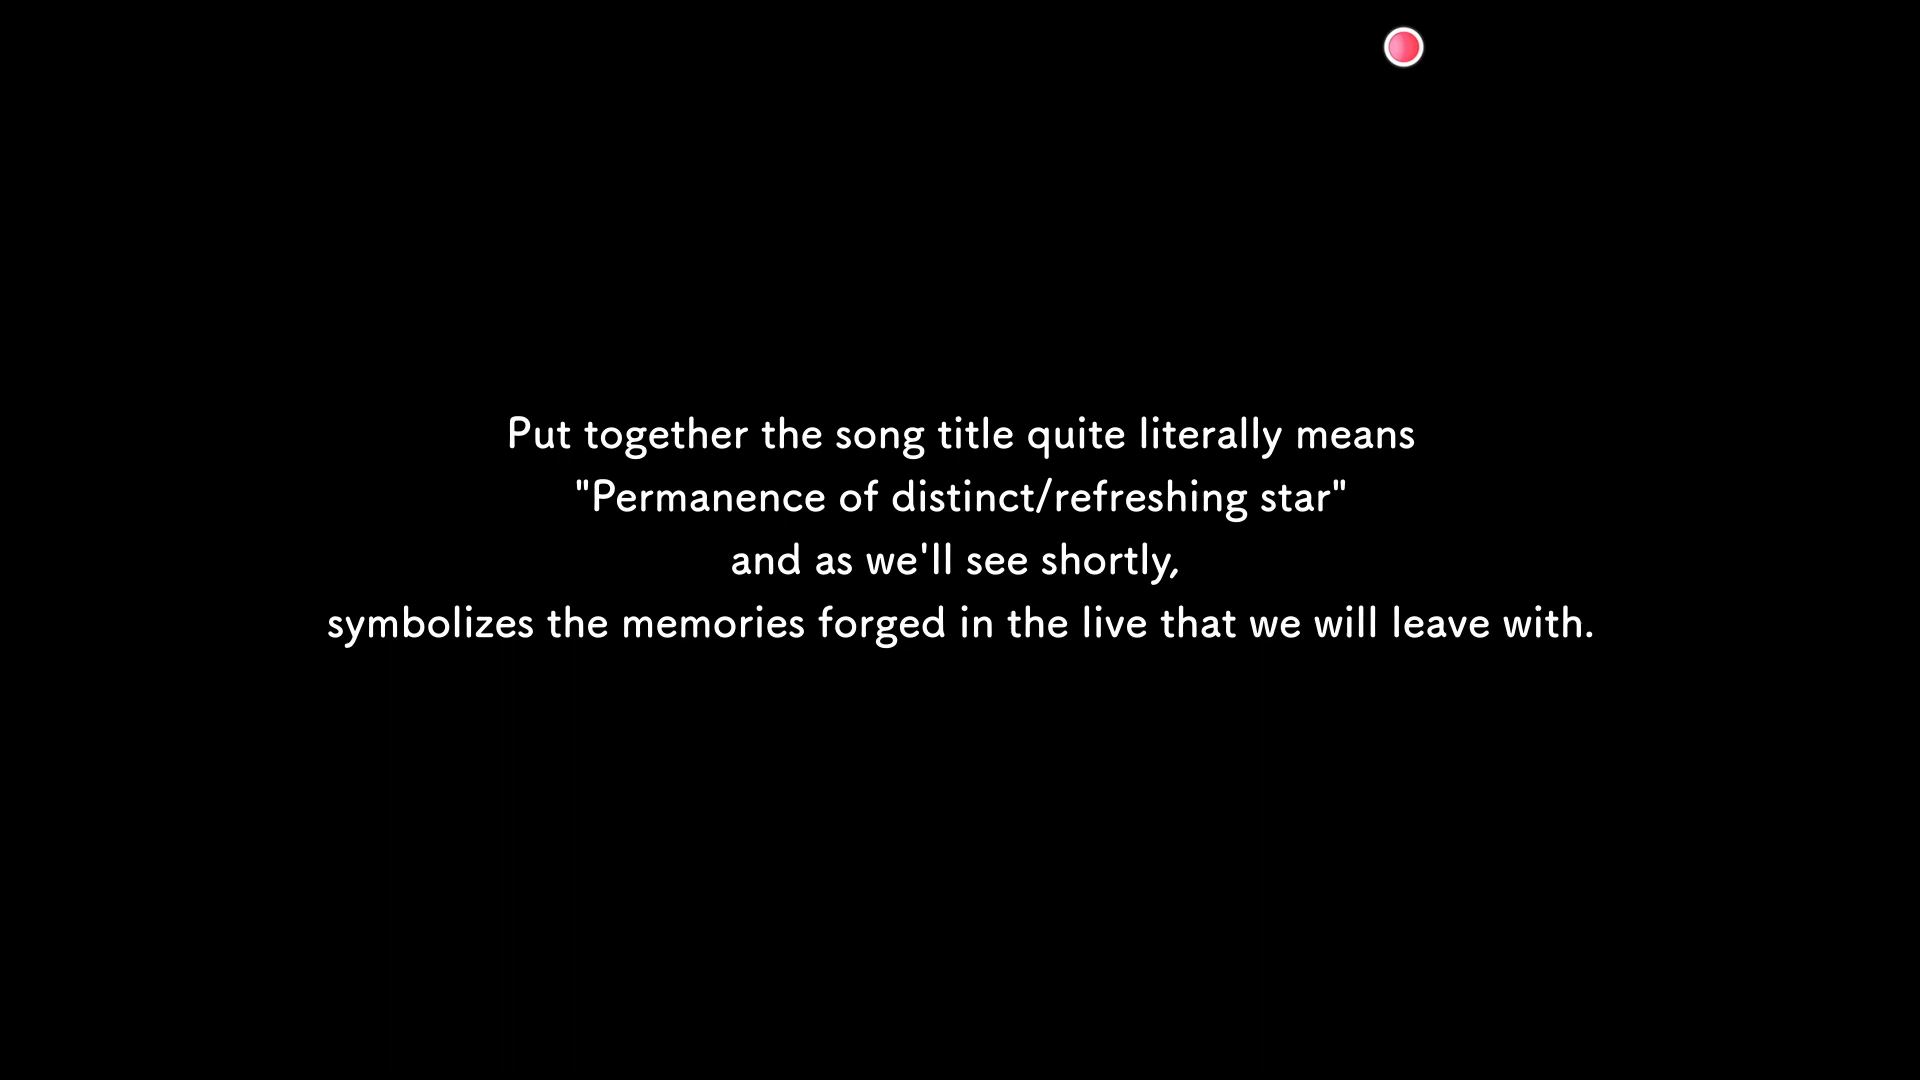 Put together the song title quite literally means
"Permanence of distinct/refreshing star"
and as we'll see shortly,
symbolizes the memories forged in the live that we will leave with.